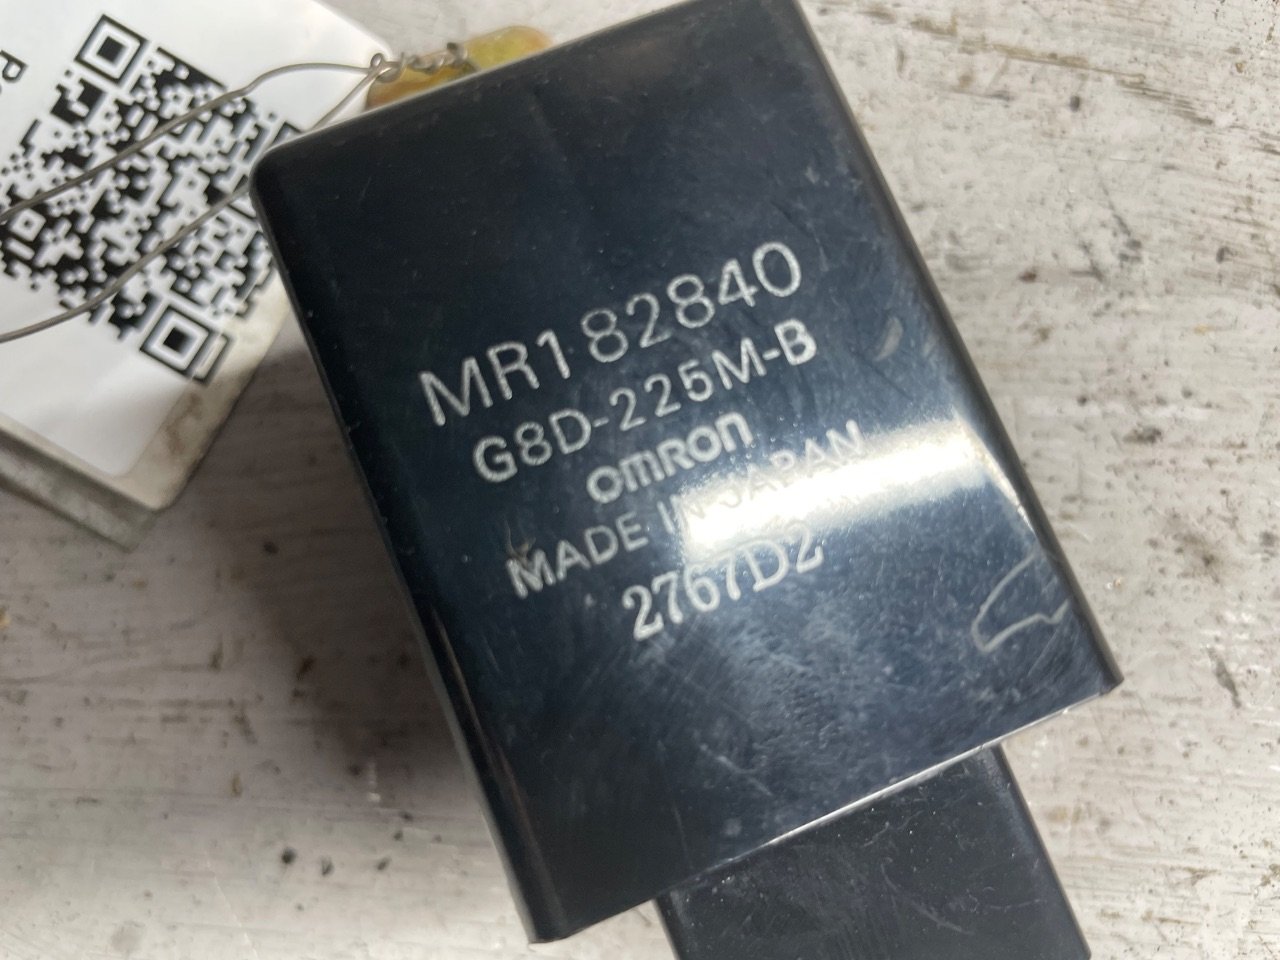 MR182840
G8D-225M-B
omron
MADE IN JAPAN
2767D2